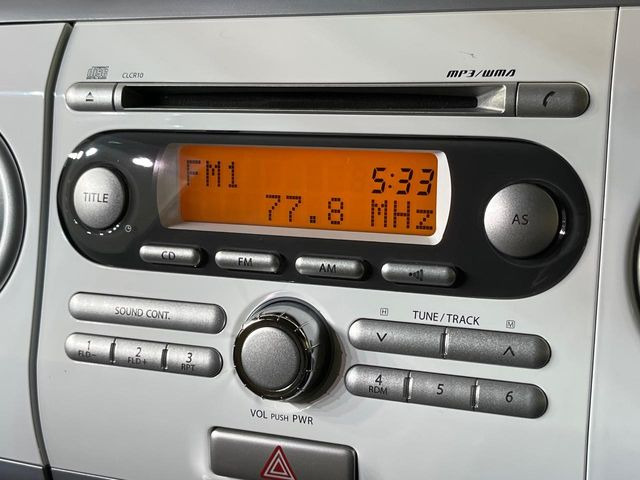 CLCR10
MP3/WMA
FM1 5:33
77.8 MHz
TITLE
AS
CD
FM
AM
SOUND CONT.
H TUNE / TRACK M
1 FLD-
2 FLD+
3 RPT
4 RDM
5
6
VOL PUSH PWR